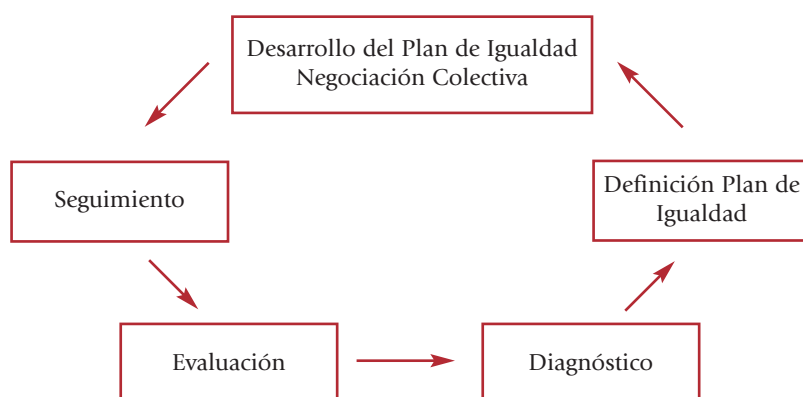 Desarrollo del Plan de Igualdad
Negociación Colectiva
Seguimiento
Definición Plan de
Igualdad
Evaluación
Diagnóstico